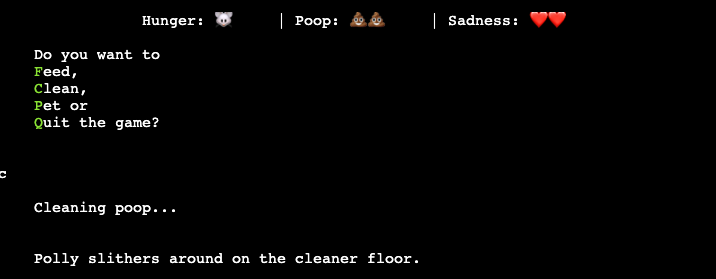 Hunger: 🐷 | Poop: 💩💩 | Sadness: ❤️❤️
Do you want to
Feed,
Clean,
Pet or
Quit the game?
c
Cleaning poop...
Polly slithers around on the cleaner floor.